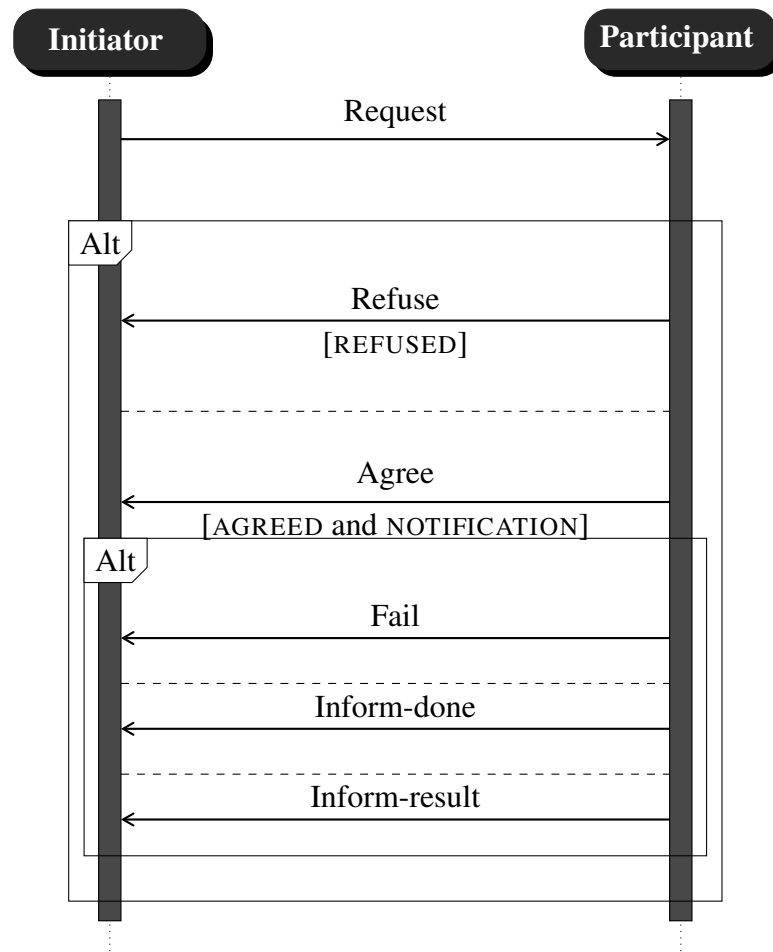 Initiator
Participant
Request
Alt
Refuse
[REFUSED]
Agree
[AGREED and NOTIFICATION]
Alt
Fail
Inform-done
Inform-result